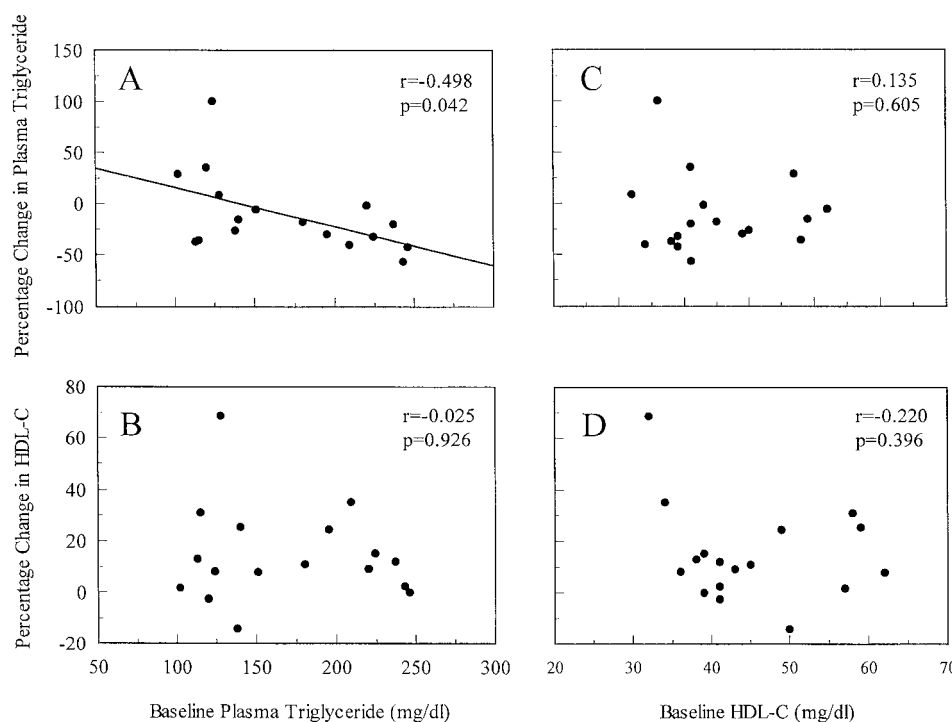 Percentage Change in Plasma Triglyceride
150
100
50
0
-50
-100
A
r=-0.498
p=0.042
C
r=0.135
p=0.605
Percentage Change in HDL-C
80
60
40
20
0
-20
B
r=-0.025
p=0.926
D
r=-0.220
p=0.396
50 100 150 200 250 300
20 30 40 50 60 70
Baseline Plasma Triglyceride (mg/dl)
Baseline HDL-C (mg/dl)